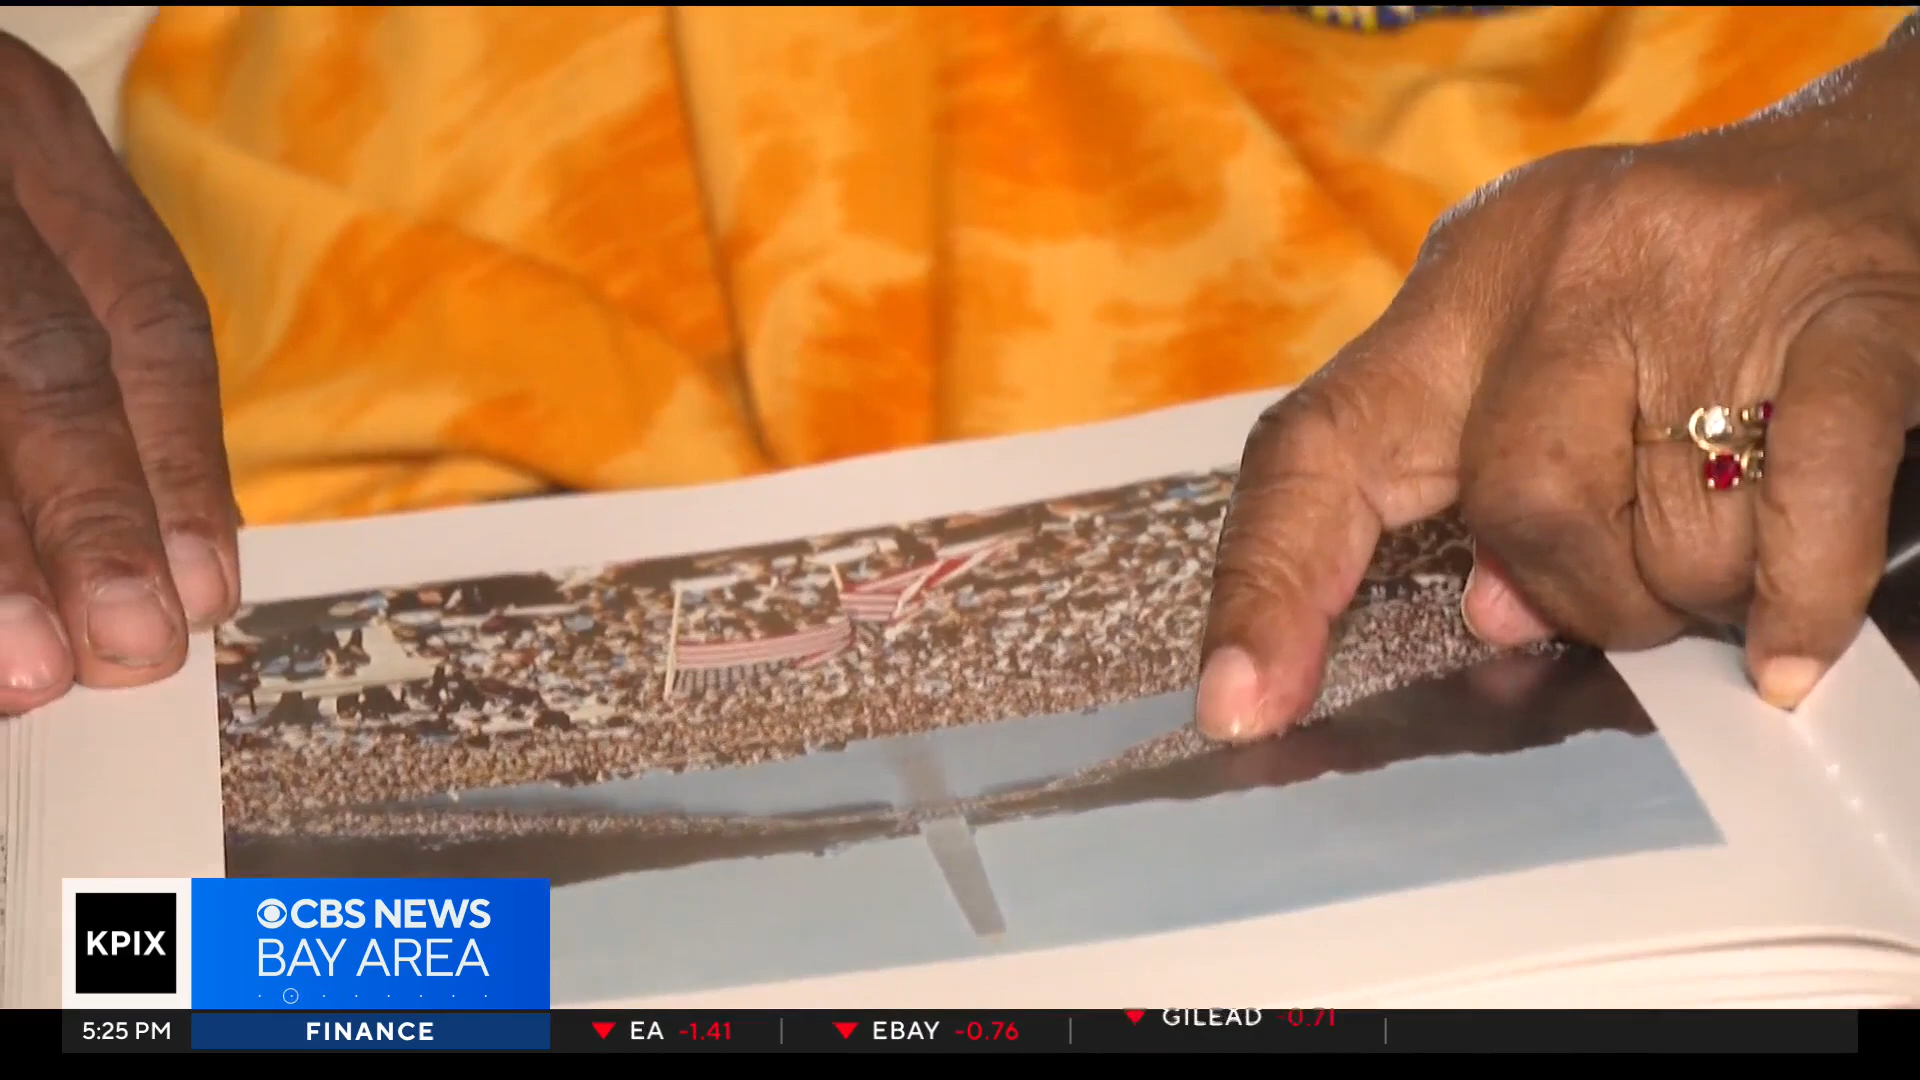 KPIX
CBS NEWS
BAY AREA
5:25 PM
FINANCE
EA -1.41
EBAY -0.76
GILEAD -0.71